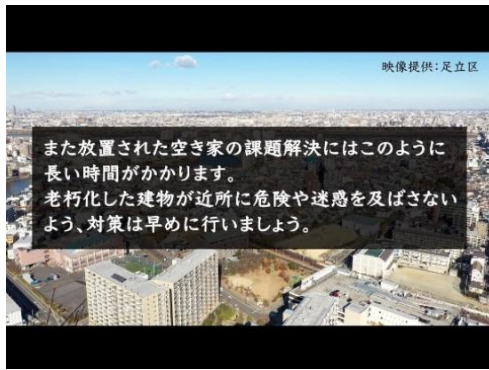 映像提供:足立区
また放置された空き家の課題解決にはこのように
長い時間がかかります。
老朽化した建物が近所に危険や迷惑を及ばさない
よう、対策は早めに行いましょう。